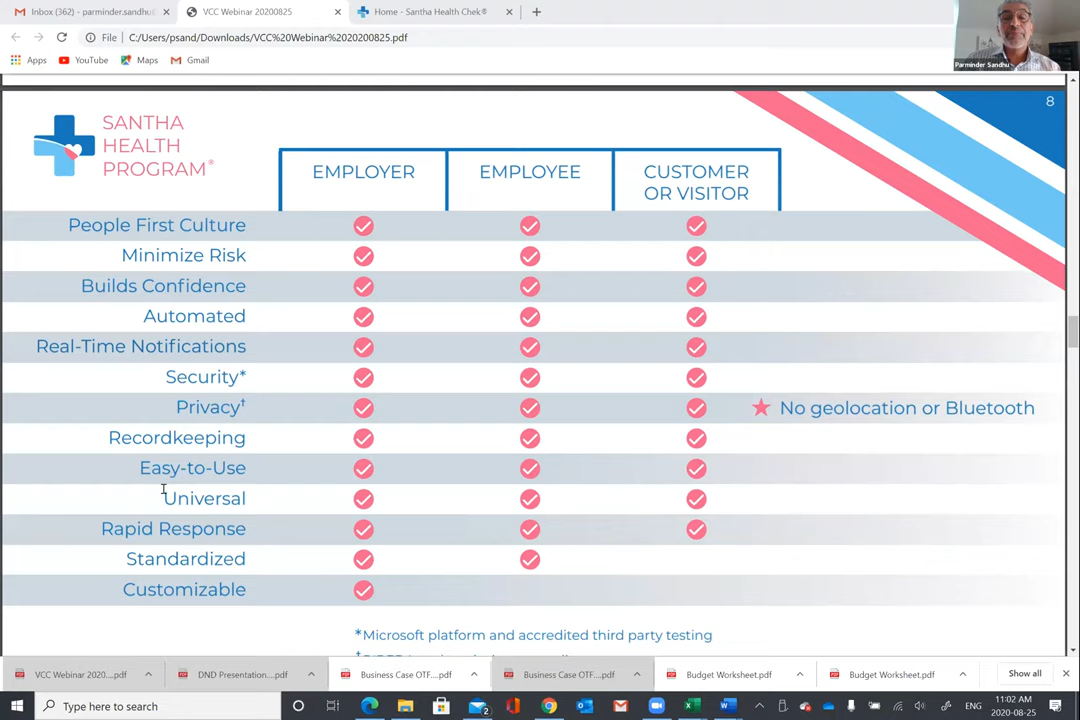 Inbox (362) - parminder.sandhu
VCC Webinar 20200825
Home - Santha Health Chek®
File
C:/Users/psand/Downloads/VCC%20Webinar%2020200825.pdf
Apps
YouTube
Maps
Gmail
Parminder Sandhu
8
SANTHA
HEALTH
PROGRAM®
EMPLOYER
EMPLOYEE
CUSTOMER
OR VISITOR
People First Culture
Minimize Risk
Builds Confidence
Automated
Real-Time Notifications
Security*
Privacy†
No geolocation or Bluetooth
Recordkeeping
Easy-to-Use
Universal
Rapid Response
Standardized
Customizable
*Microsoft platform and accredited third party testing
VCC Webinar 2020....pdf
DND Presentation....pdf
Business Case OTF....pdf
Business Case OTF....pdf
Budget Worksheet.pdf
Budget Worksheet.pdf
Show all
Type here to search
2
ENG
11:02 AM
2020-08-25